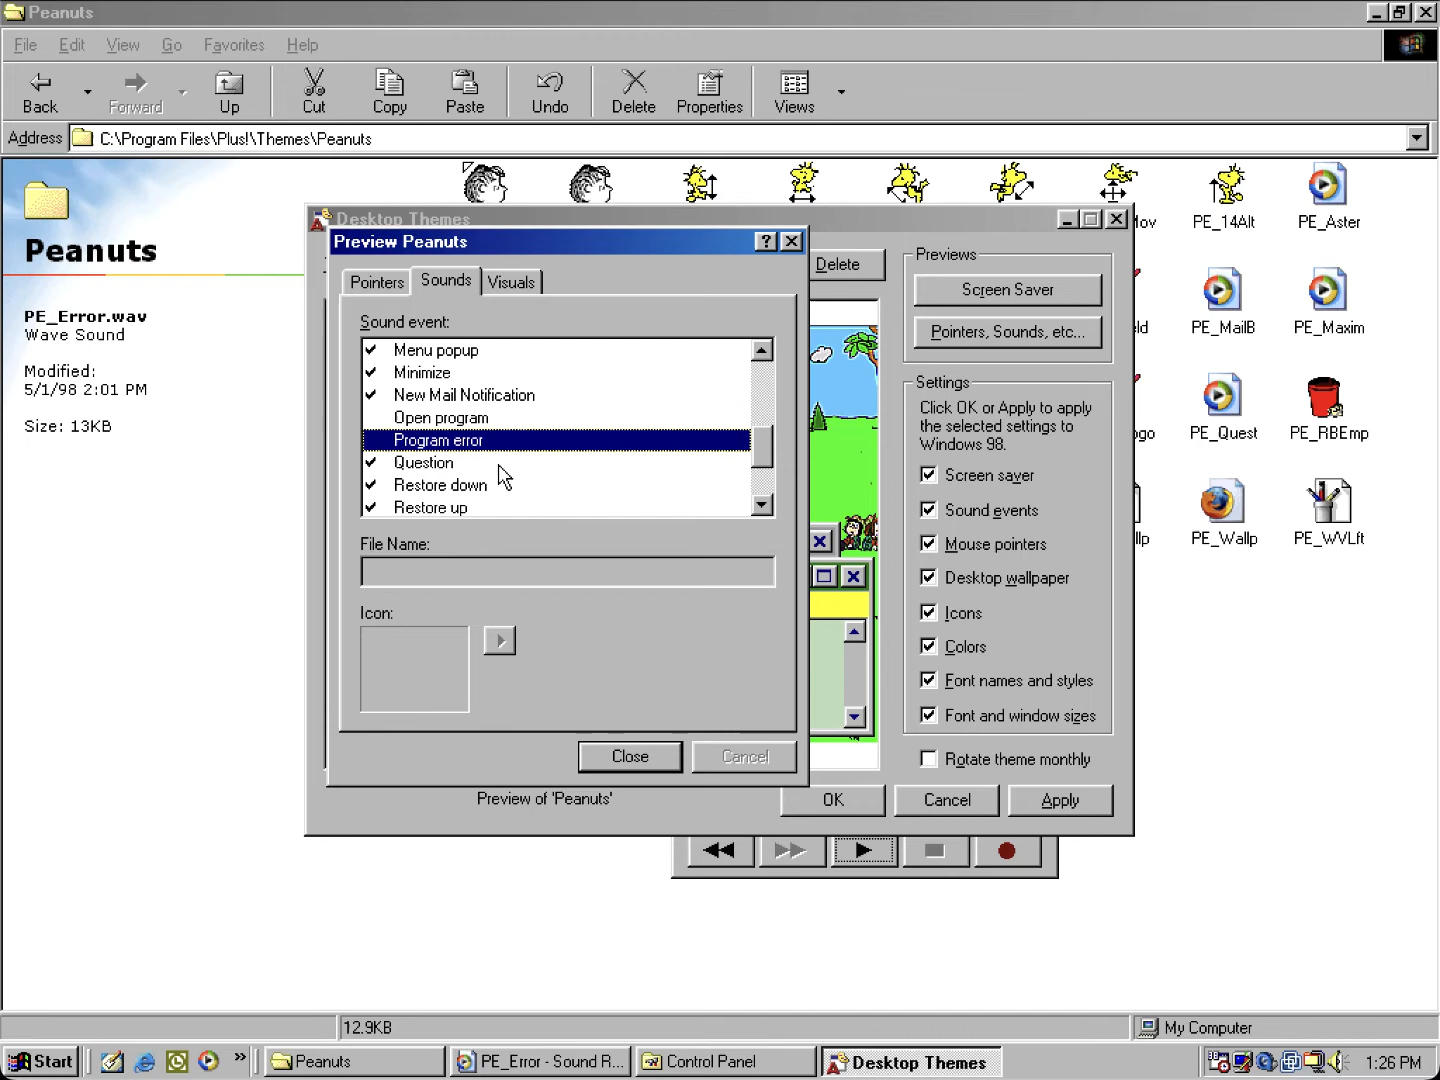 Peanuts
File Edit View Go Favorites Help
Back Forward Up Cut Copy Paste Undo Delete Properties Views
Address C:\Program Files\Plus!\Themes\Peanuts
Peanuts
PE_Error.wav
Wave Sound
Modified:
5/1/98 2:01 PM
Size: 13KB
PE_14Alt PE_Aster
PE_MailB PE_Maxim
PE_Quest PE_RBEmp
PE_Wallp PE_WVLft
Desktop Themes
Delete
Previews
Screen Saver
Pointers, Sounds, etc...
Settings
Click OK or Apply to apply
the selected settings to
Windows 98.
Screen saver
Sound events
Mouse pointers
Desktop wallpaper
Icons
Colors
Font names and styles
Font and window sizes
Rotate theme monthly
Preview of 'Peanuts'
OK Cancel Apply
Preview Peanuts
Pointers Sounds Visuals
Sound event:
Menu popup
Minimize
New Mail Notification
Open program
Program error
Question
Restore down
Restore up
File Name:
Icon:
Close Cancel
12.9KB My Computer
Start Peanuts PE_Error - Sound R... Control Panel Desktop Themes 1:26 PM